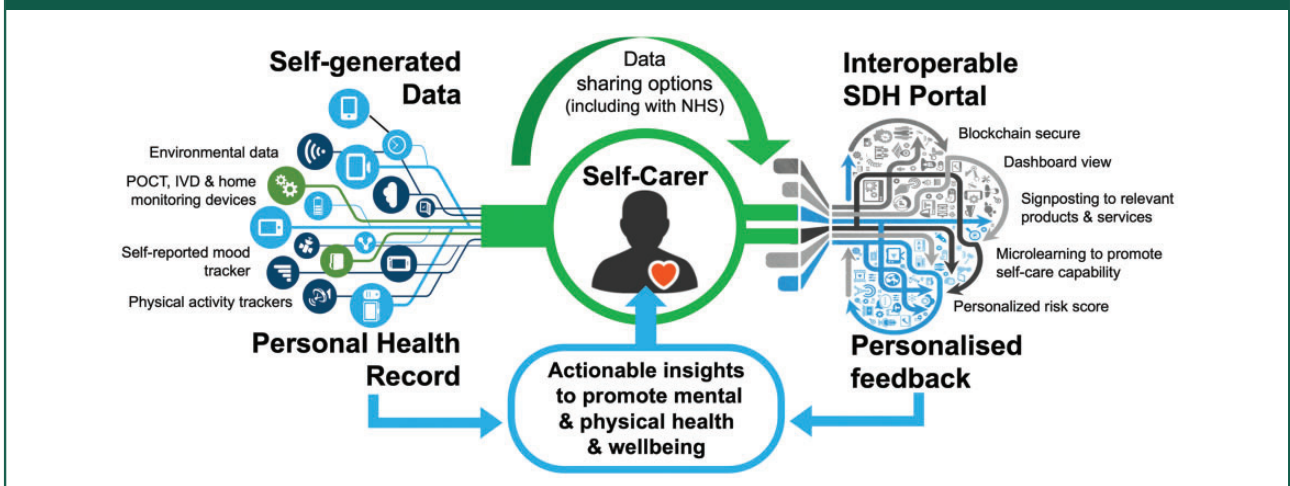 Self-generated
Data
Environmental data
POCT, IVD & home
monitoring devices
Self-reported mood
tracker
Physical activity trackers
Personal Health
Record
Data
sharing options
(including with NHS)
Self-Carer
Actionable insights
to promote mental
& physical health
& wellbeing
Interoperable
SDH Portal
Blockchain secure
Dashboard view
Signposting to relevant
products & services
Microlearning to promote
self-care capability
Personalized risk score
Personalised
feedback